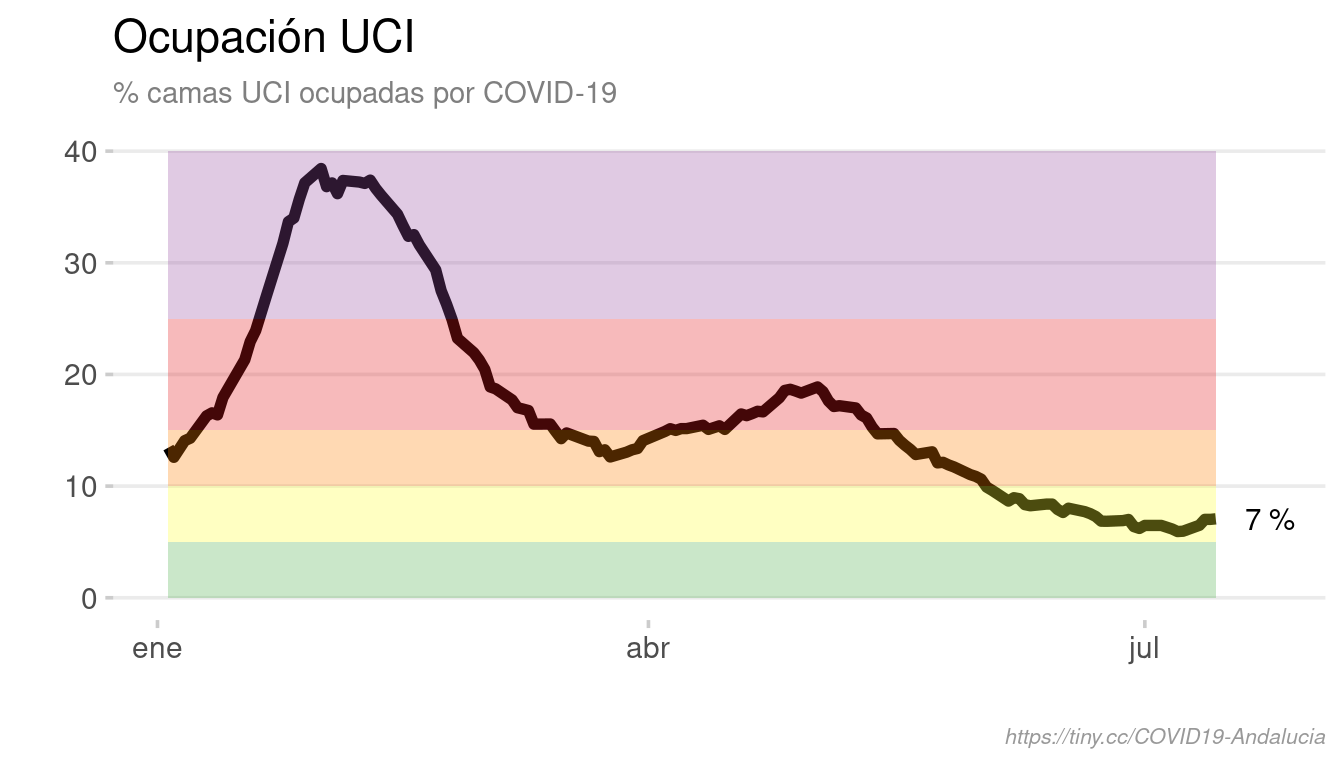 Ocupación UCI
% camas UCI ocupadas por COVID-19
40
30
20
10
0
7 %
ene abr jul
https://tiny.cc/COVID19-Andalucia